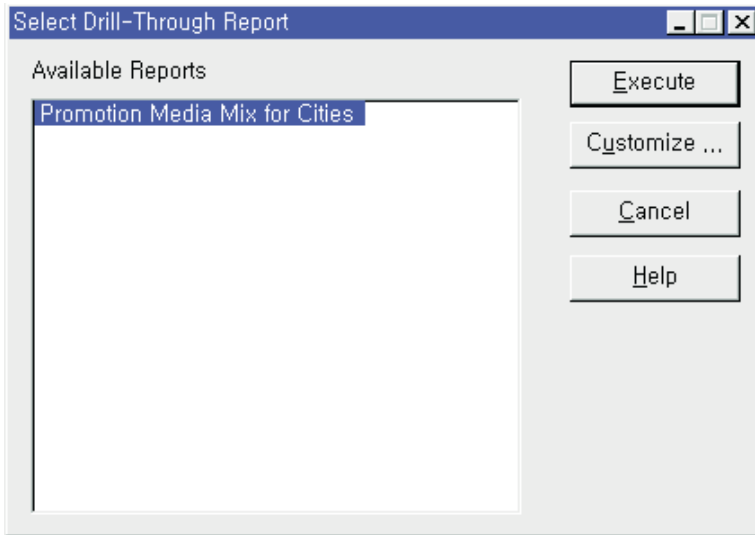 Select Drill-Through Report
Available Reports
Promotion Media Mix for Cities
Execute
Customize ...
Cancel
Help